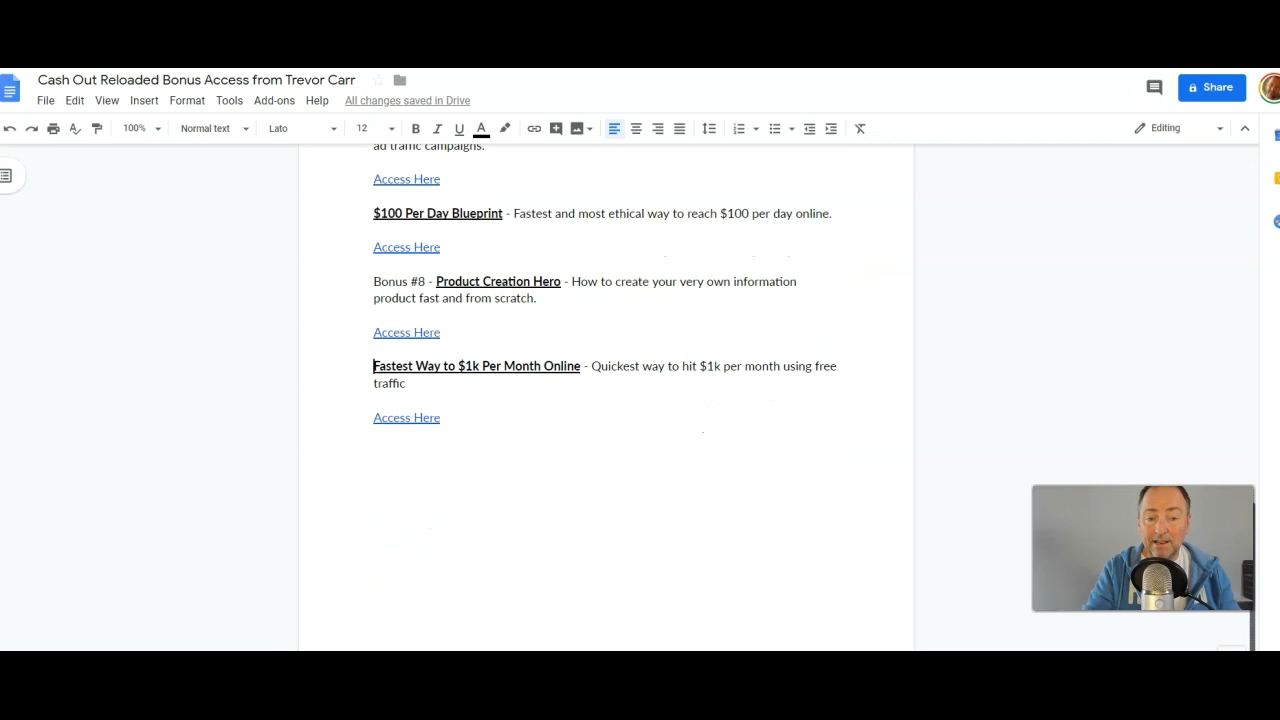 Cash Out Reloaded Bonus Access from Trevor Carr
File Edit View Insert Format Tools Add-ons Help All changes saved in Drive
Share
100% Normal text Lato 12 B I U A Editing
ad traffic campaigns.
Access Here
$100 Per Day Blueprint - Fastest and most ethical way to reach $100 per day online.
Access Here
Bonus #8 - Product Creation Hero - How to create your very own information
product fast and from scratch.
Access Here
Fastest Way to $1k Per Month Online - Quickest way to hit $1k per month using free
traffic
Access Here